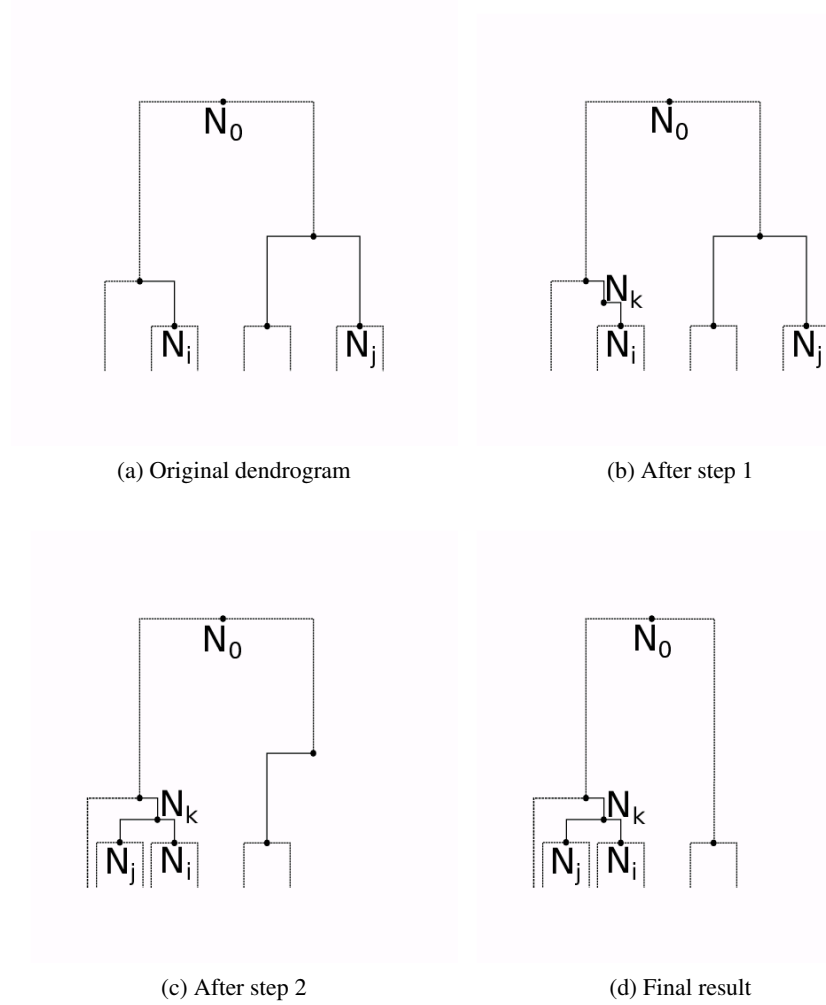 N₀ N₀
Nₖ
Nᵢ Nⱼ Nᵢ Nⱼ
(a) Original dendrogram (b) After step 1
N₀ N₀
Nₖ Nₖ
Nⱼ Nᵢ Nⱼ Nᵢ
(c) After step 2 (d) Final result